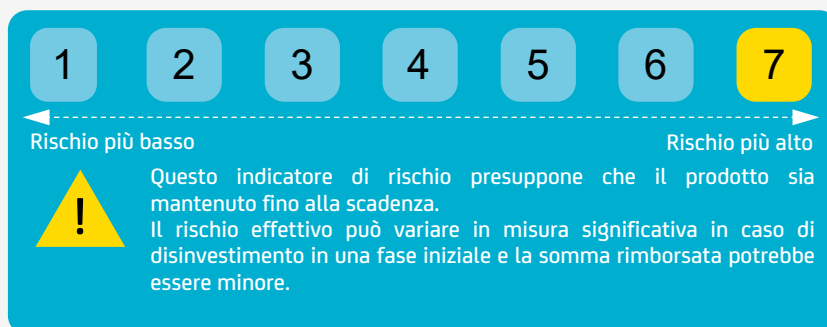 1 2 3 4 5 6 7
Rischio più basso Rischio più alto
Questo indicatore di rischio presuppone che il prodotto sia
mantenuto fino alla scadenza.
Il rischio effettivo può variare in misura significativa in caso di
disinvestimento in una fase iniziale e la somma rimborsata potrebbe
essere minore.
!